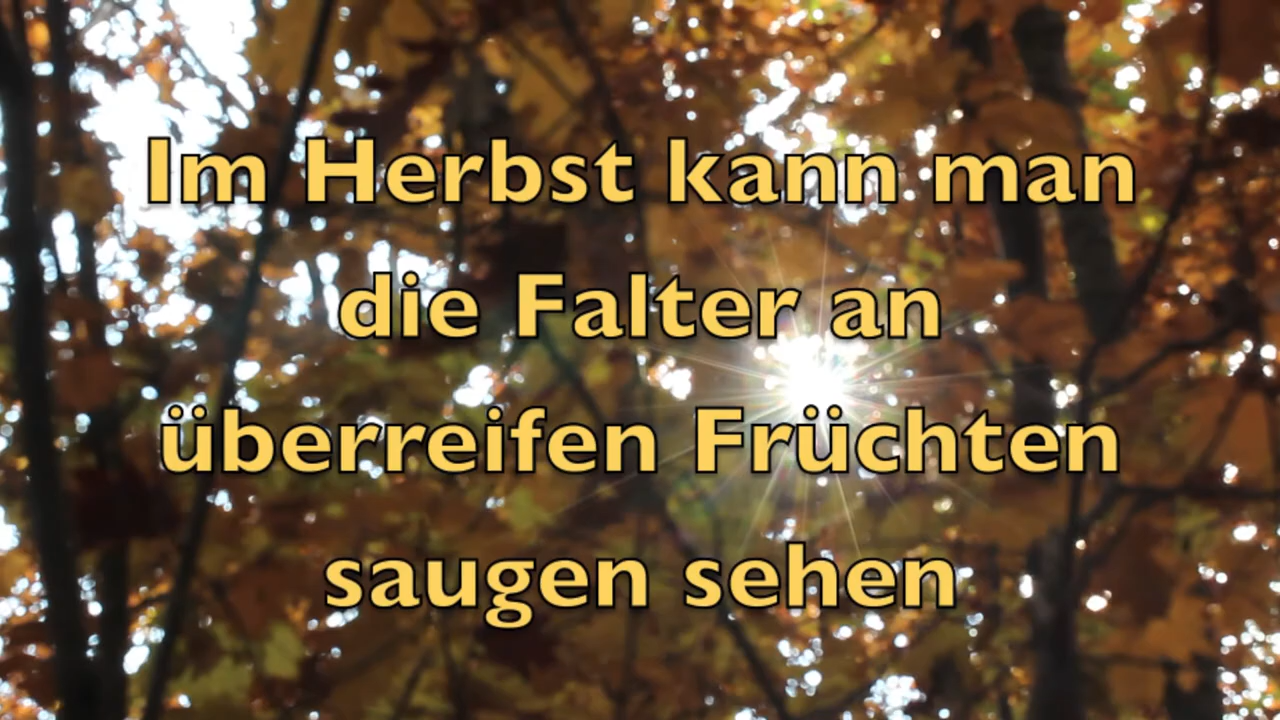 Im Herbst kann man
die Falter an
überreifen Früchten
saugen sehen